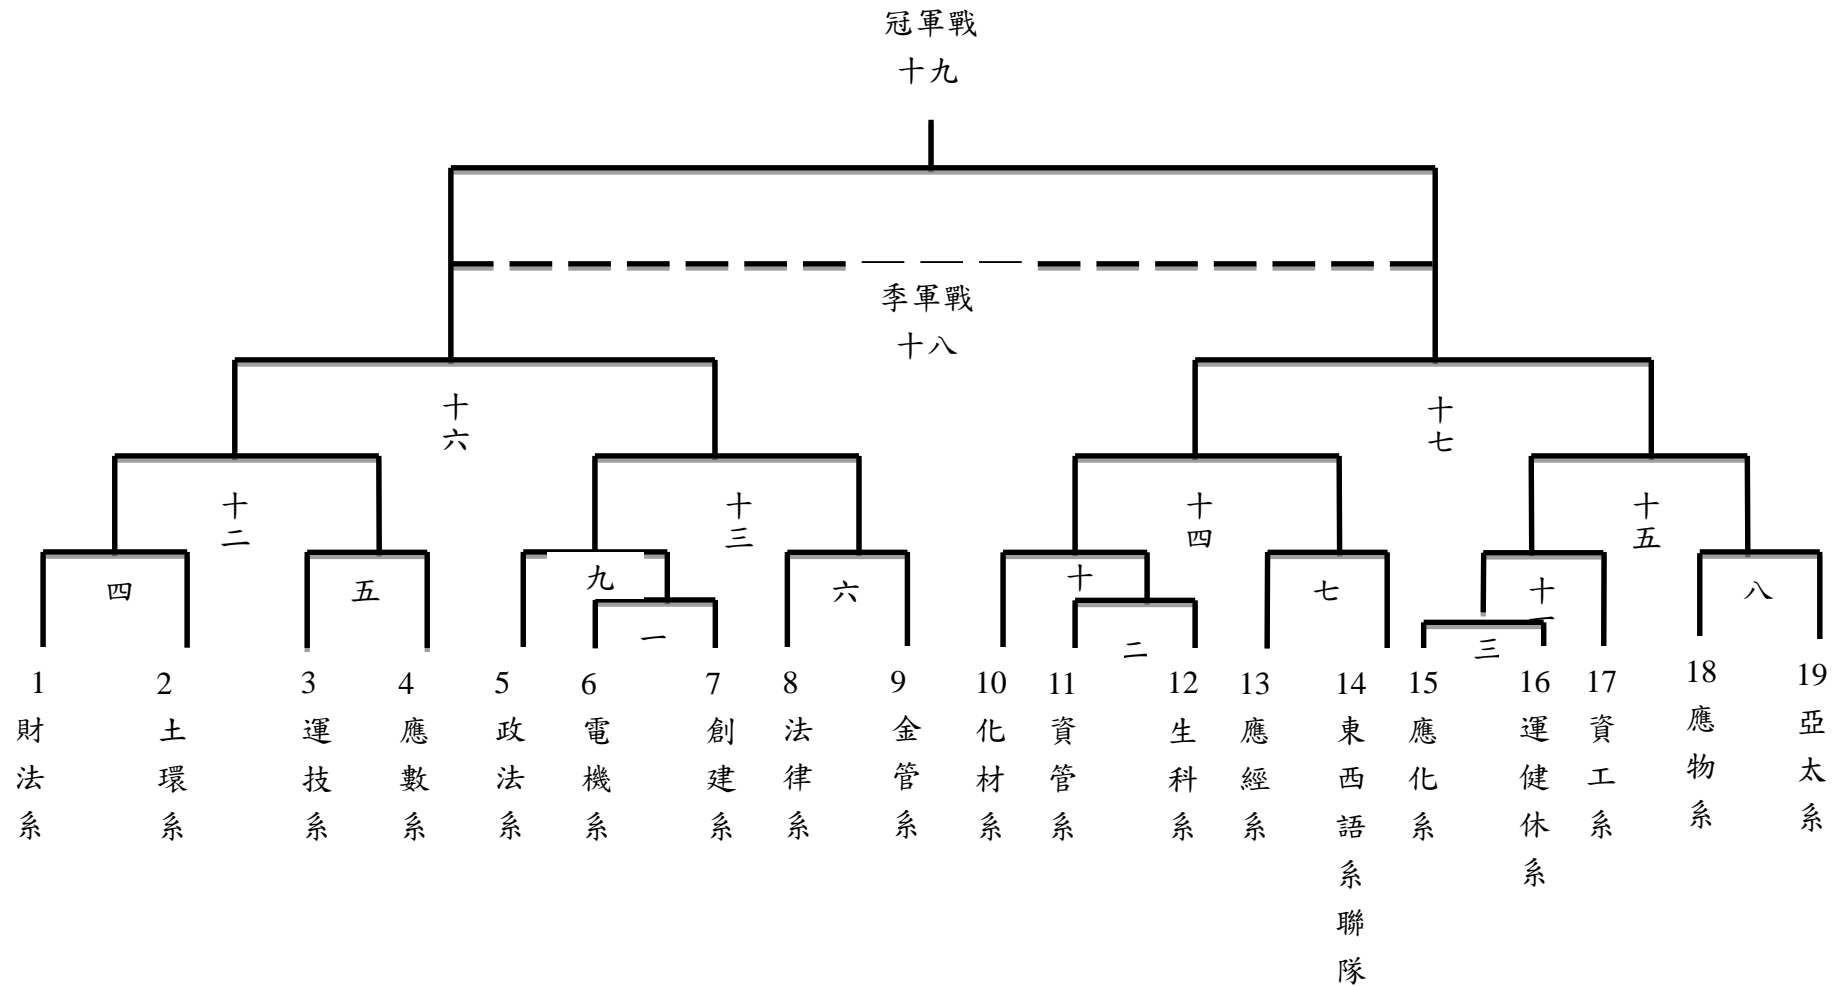 冠軍戰
十九
季軍戰
十八
十六
十七
十二
十三
十四
十五
四
五
九
六
十
七
十一
八
一
二
三
1 財法系
2 土環系
3 運技系
4 應數系
5 政法系
6 電機系
7 創建系
8 法律系
9 金管系
10 化材系
11 資管系
12 生科系
13 應經系
14 東西語系聯隊
15 應化系
16 運健休系
17 資工系
18 應物系
19 亞太系